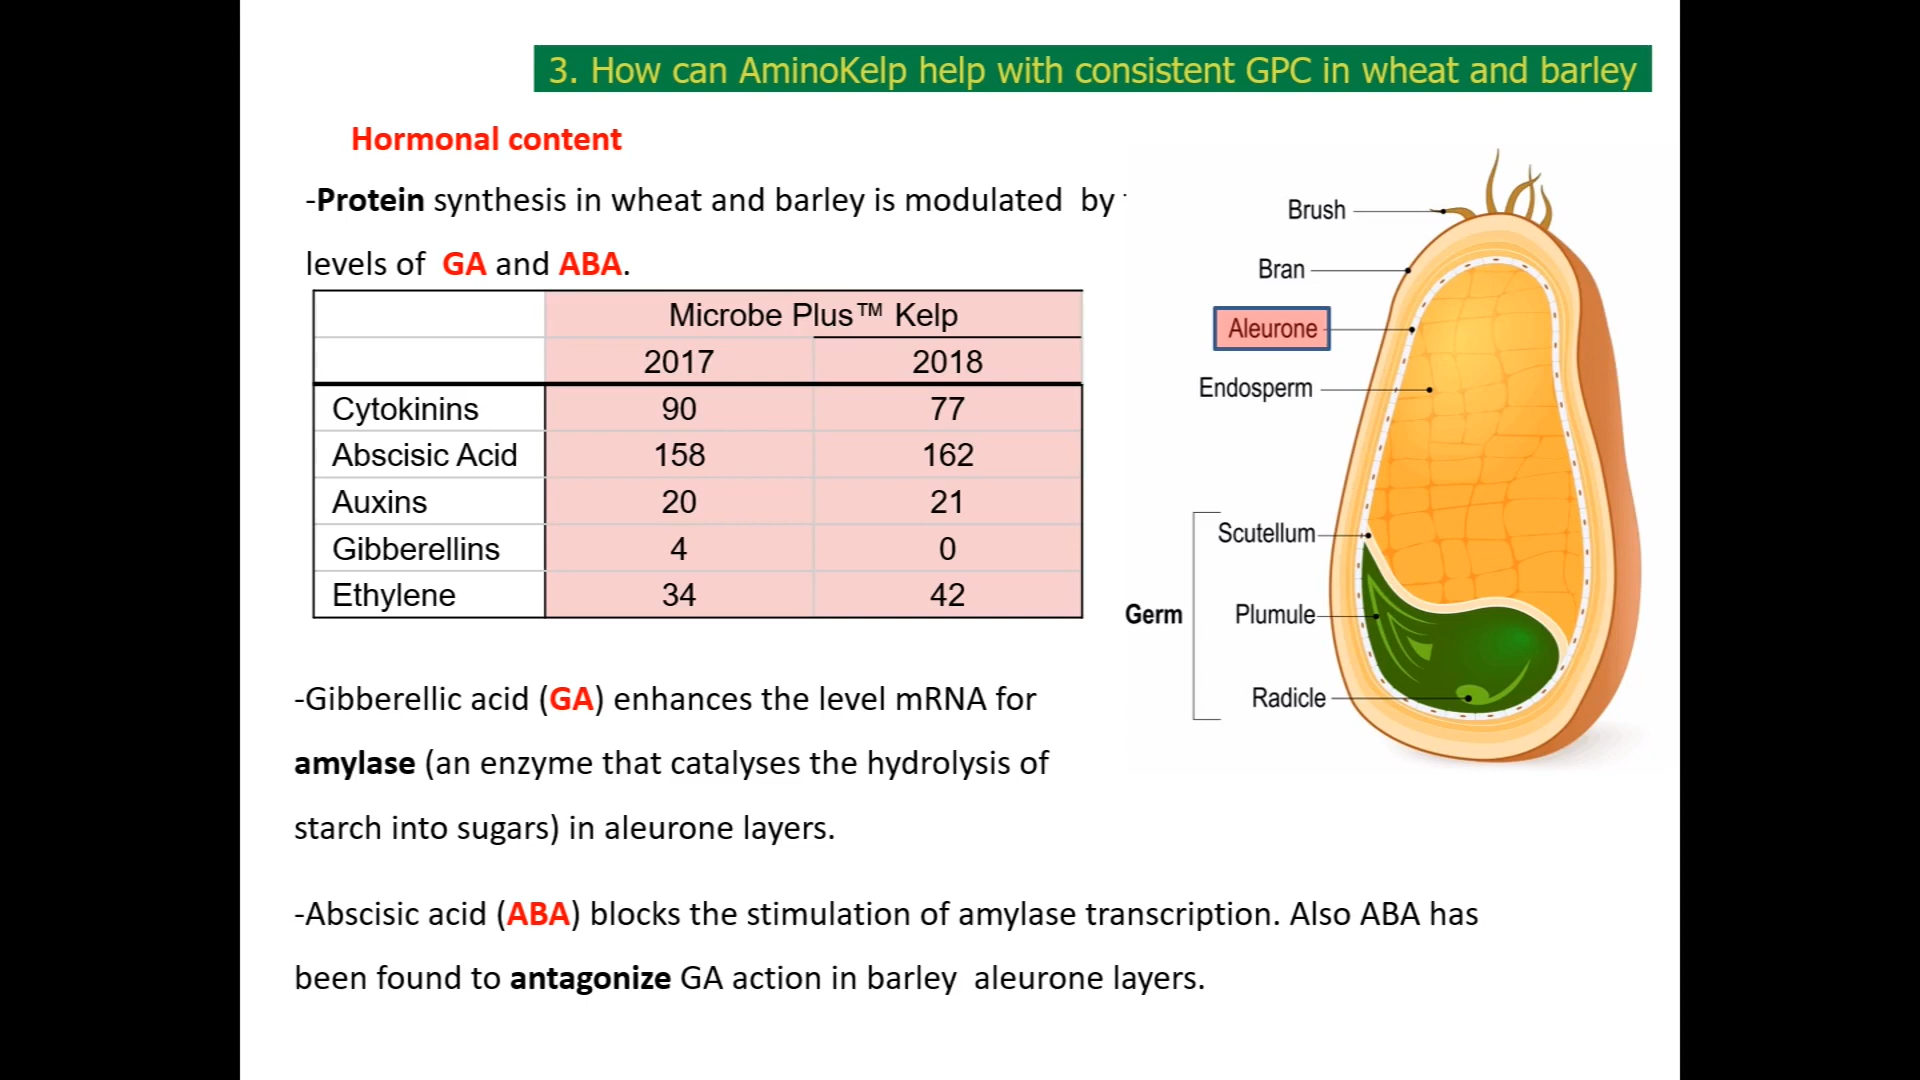 3. How can AminoKelp help with consistent GPC in wheat and barley
Hormonal content
-Protein synthesis in wheat and barley is modulated by
levels of GA and ABA.
Microbe Plus™ Kelp
2017 2018
Cytokinins 90 77
Abscisic Acid 158 162
Auxins 20 21
Gibberellins 4 0
Ethylene 34 42
Brush
Bran
Aleurone
Endosperm
Scutellum
Germ
Plumule
Radicle
-Gibberellic acid (GA) enhances the level mRNA for
amylase (an enzyme that catalyses the hydrolysis of
starch into sugars) in aleurone layers.
-Abscisic acid (ABA) blocks the stimulation of amylase transcription. Also ABA has
been found to antagonize GA action in barley aleurone layers.